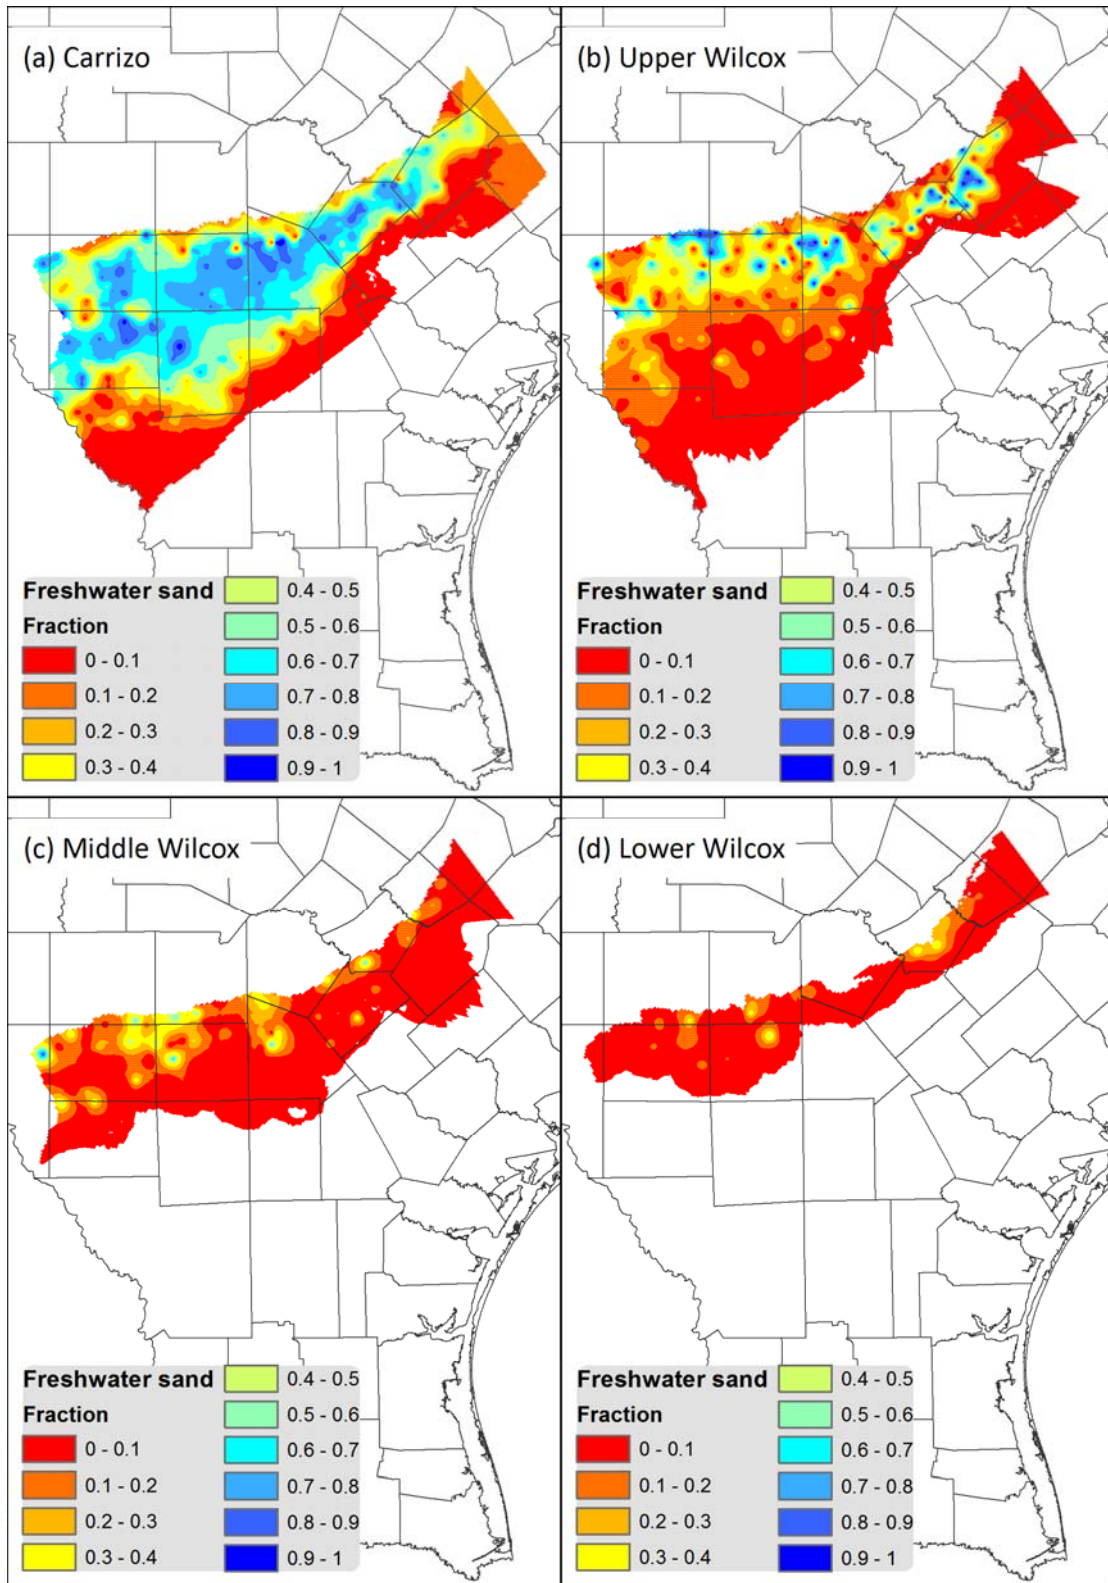 (a) Carrizo
Freshwater sand
Fraction
0 - 0.1
0.1 - 0.2
0.2 - 0.3
0.3 - 0.4
0.4 - 0.5
0.5 - 0.6
0.6 - 0.7
0.7 - 0.8
0.8 - 0.9
0.9 - 1
(b) Upper Wilcox
Freshwater sand
Fraction
0 - 0.1
0.1 - 0.2
0.2 - 0.3
0.3 - 0.4
0.4 - 0.5
0.5 - 0.6
0.6 - 0.7
0.7 - 0.8
0.8 - 0.9
0.9 - 1
(c) Middle Wilcox
Freshwater sand
Fraction
0 - 0.1
0.1 - 0.2
0.2 - 0.3
0.3 - 0.4
0.4 - 0.5
0.5 - 0.6
0.6 - 0.7
0.7 - 0.8
0.8 - 0.9
0.9 - 1
(d) Lower Wilcox
Freshwater sand
Fraction
0 - 0.1
0.1 - 0.2
0.2 - 0.3
0.3 - 0.4
0.4 - 0.5
0.5 - 0.6
0.6 - 0.7
0.7 - 0.8
0.8 - 0.9
0.9 - 1